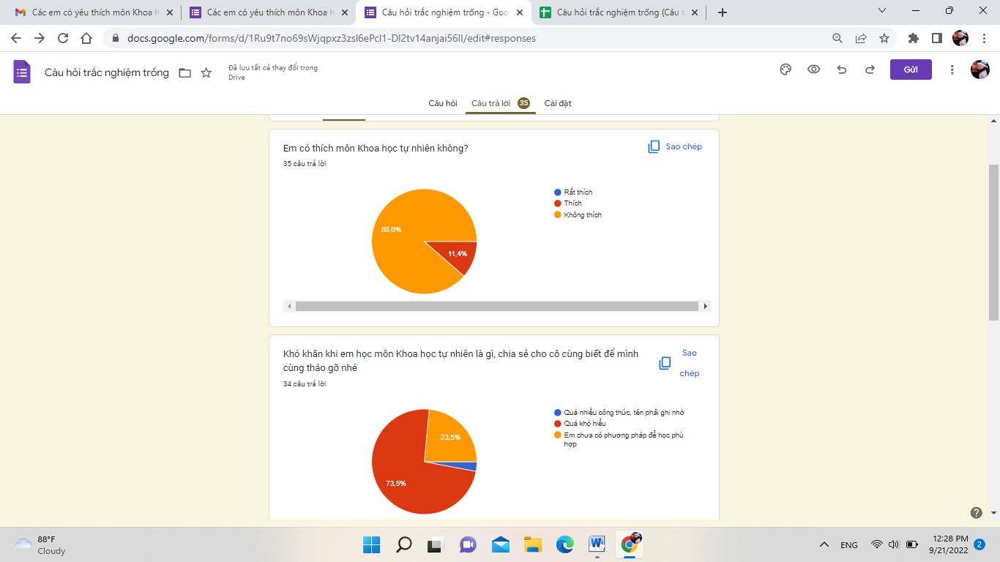 Các em có yêu thích môn Khoa h
Các em có yêu thích môn Khoa h
Câu hỏi trắc nghiệm trống - Goo
Câu hỏi trắc nghiệm trống (Câu t
docs.google.com/forms/d/1Ru9t7no69sWjqpxz3zsl6ePcl1-Dl2tv14anjai56lI/edit#responses
Câu hỏi trắc nghiệm trống
Đã lưu tất cả thay đổi trong
Drive
Gửi
Câu hỏi
Câu trả lời 35
Cài đặt
Em có thích môn Khoa học tự nhiên không?
Sao chép
35 câu trả lời
Rất thích
Thích
Không thích
88,6%
11,4%
Khó khăn khi em học môn Khoa học tự nhiên là gì, chia sẻ cho cô cùng biết để mình
cùng tháo gỡ nhé
Sao
chép
34 câu trả lời
Quá nhiều công thức, tên phải ghi nhớ
Quá khó hiểu
Em chưa có phương pháp để học phù
hợp
23,5%
73,5%
88°F
Cloudy
ENG
12:28 PM
9/21/2022
2